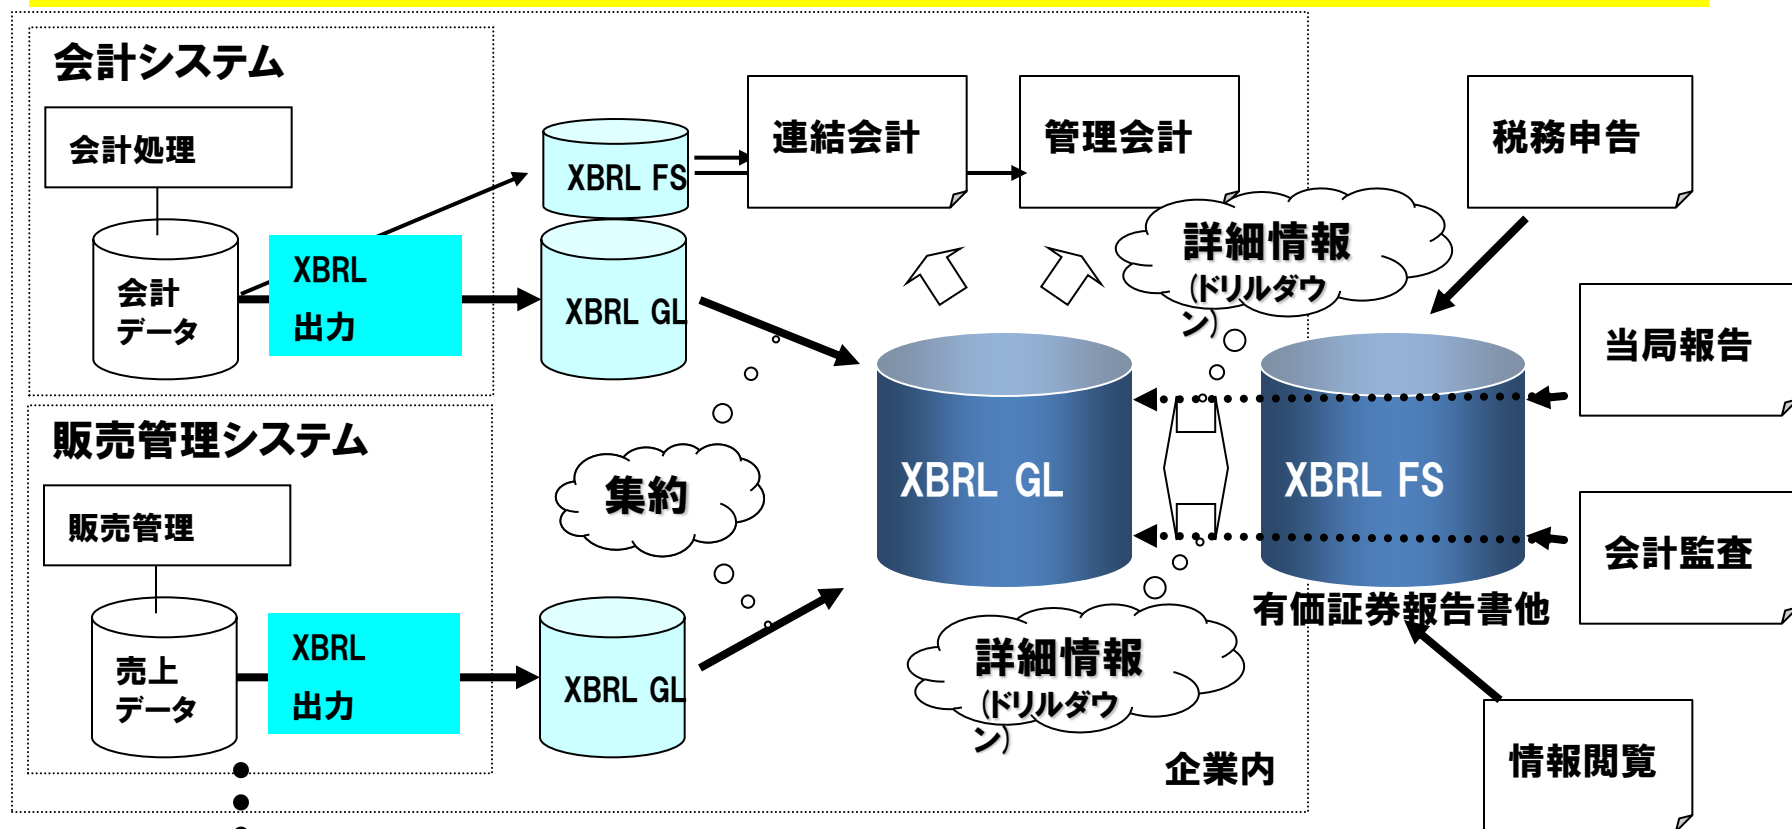 会計システム
会計処理
会計
データ
XBRL
出力
XBRL FS
XBRL GL
連結会計
管理会計
税務申告
詳細情報
(ドリルダウ
ン)
当局報告
販売管理システム
販売管理
売上
データ
XBRL
出力
XBRL GL
集約
XBRL GL
XBRL FS
有価証券報告書他
会計監査
詳細情報
(ドリルダウ
ン)
企業内
情報閲覧